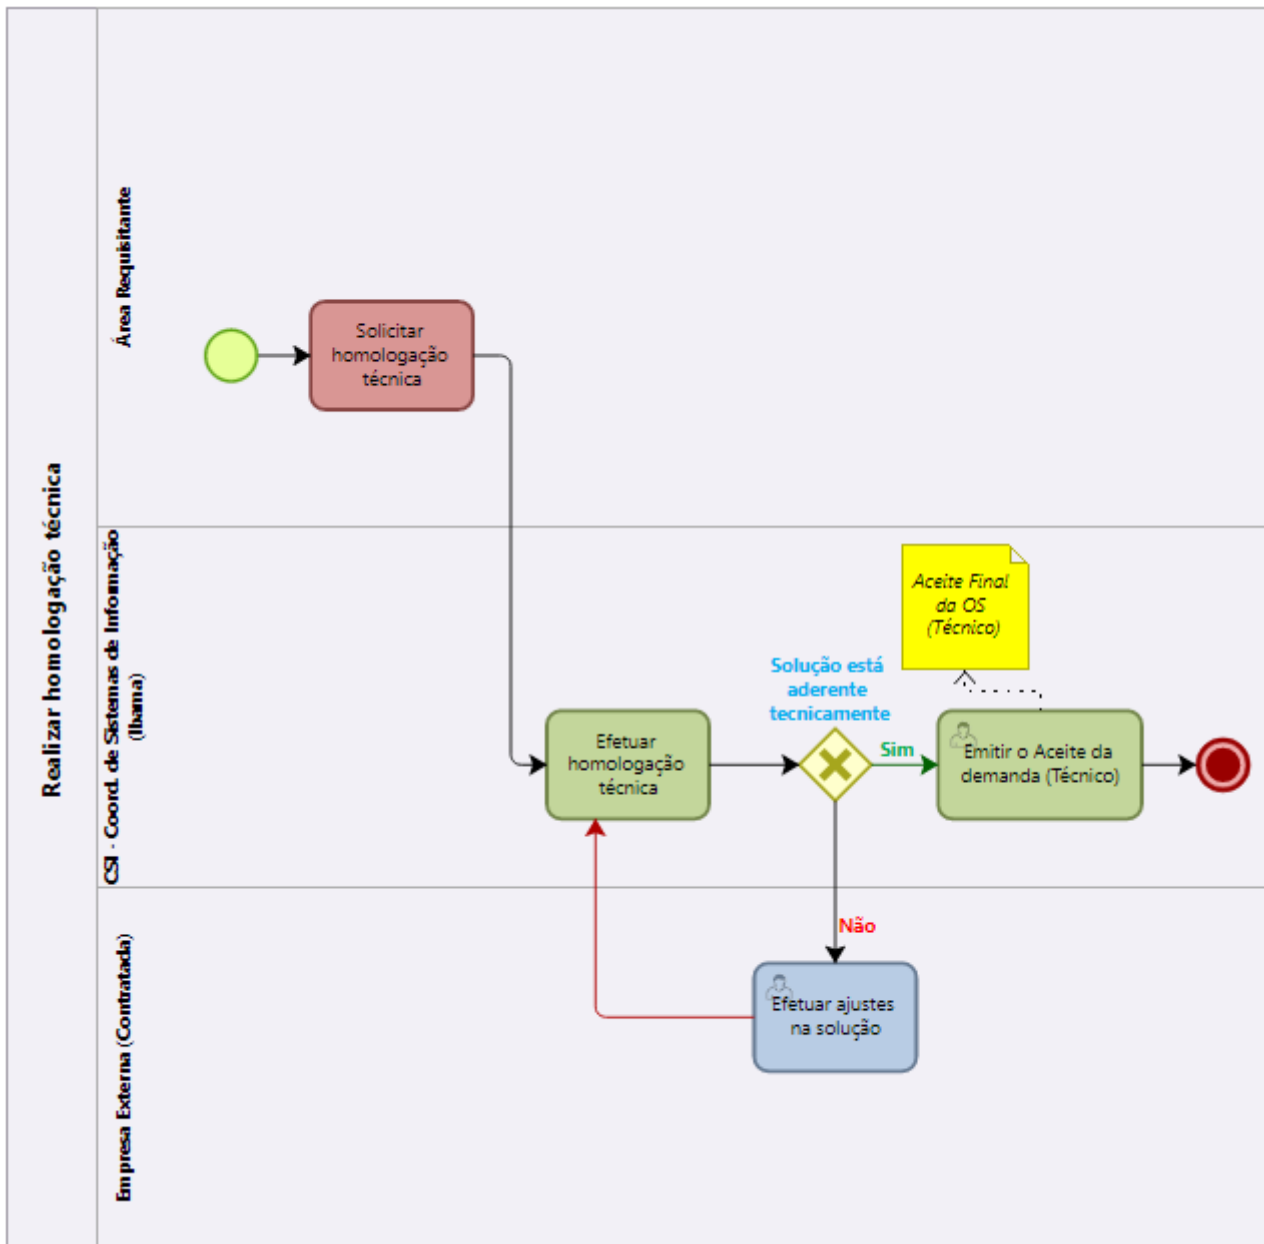 Realizar homologação técnica
Área Requisitante
Solicitar
homologação
técnica
CSI - Coord. de Sistemas de Informação
(Ibama)
Aceite Final
da OS
(Técnico)
Solução está
aderente
tecnicamente
Efetuar
homologação
técnica
Sim
Emitir o Aceite da
demanda (Técnico)
Empresa Externa (Contratada)
Não
Efetuar ajustes
na solução